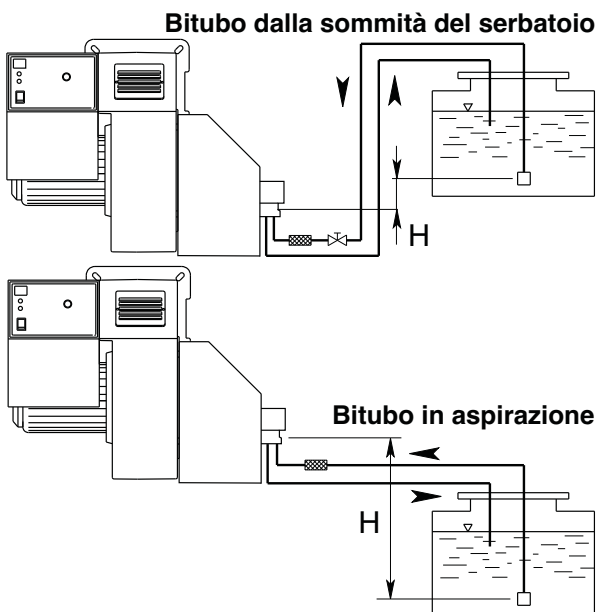 Bitubo dalla sommità del serbatoio
H
Bitubo in aspirazione
H